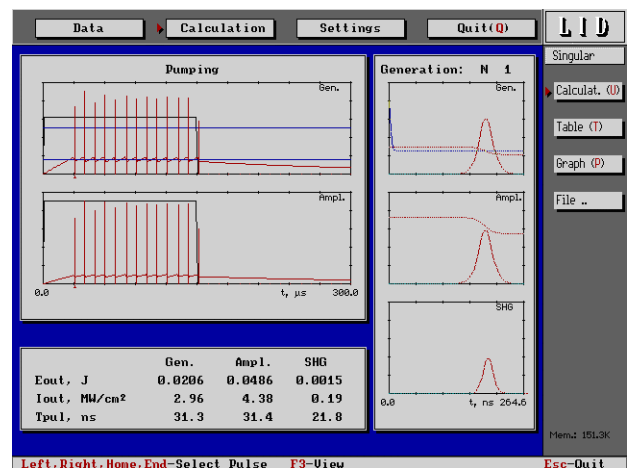 Data Calculation Settings Quit(Q) LID
Singular
Pumping
Generation: N 1
Gen.
Gen.
Calculat. (U)
Table (T)
Graph (P)
File ..
Ampl.
Ampl.
1
0.0 t, µs 300.0
SHG
0.0 t, ns 264.6
Gen. Ampl. SHG
Eout, J 0.0206 0.0486 0.0015
Iout, MW/cm² 2.96 4.38 0.19
Tpul, ns 31.3 31.4 21.8
Mem.: 151.3K
Left,Right,Home,End-Select Pulse F3-View Esc-Quit